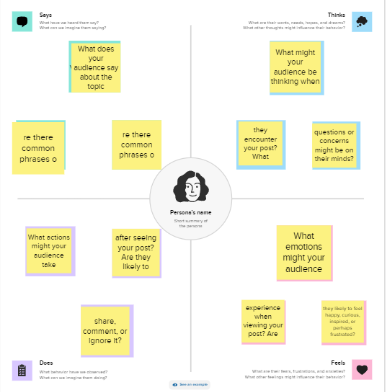 Says
What have we heard them say?
What can we imagine them saying?
Thinks
What are their wants, needs, hopes, and dreams?
What other thoughts might influence their behavior?
What does
your
audience say
about the
topic
What might
your
audience be
thinking when
re there
common
phrases o
re there
common
phrases o
they
encounter
your post?
What
questions or
concerns
might be on
their minds?
Persona's name
Short summary of
the persona
What actions
might your
audience
take
after seeing
your post?
Are they
likely to
What
emotions
might your
audience
share,
comment, or
ignore it?
experience
when
viewing your
post? Are
they likely to feel
happy, curious,
inspired, or
perhaps
frustrated?
Does
What behavior have we observed?
What can we imagine them doing?
Feels
What are their fears, frustrations, and anxieties?
What other feelings might influence their behavior?
See an example